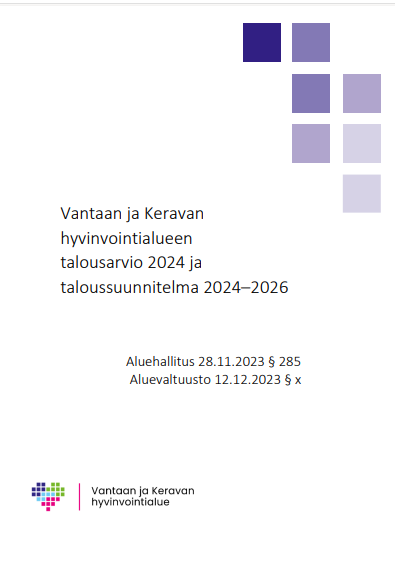 Vantaan ja Keravan
hyvinvointialueen
talousarvio 2024 ja
taloussuunnitelma 2024–2026
Aluehallitus 28.11.2023 § 285
Aluevaltuusto 12.12.2023 § x
Vantaan ja Keravan
hyvinvointialue